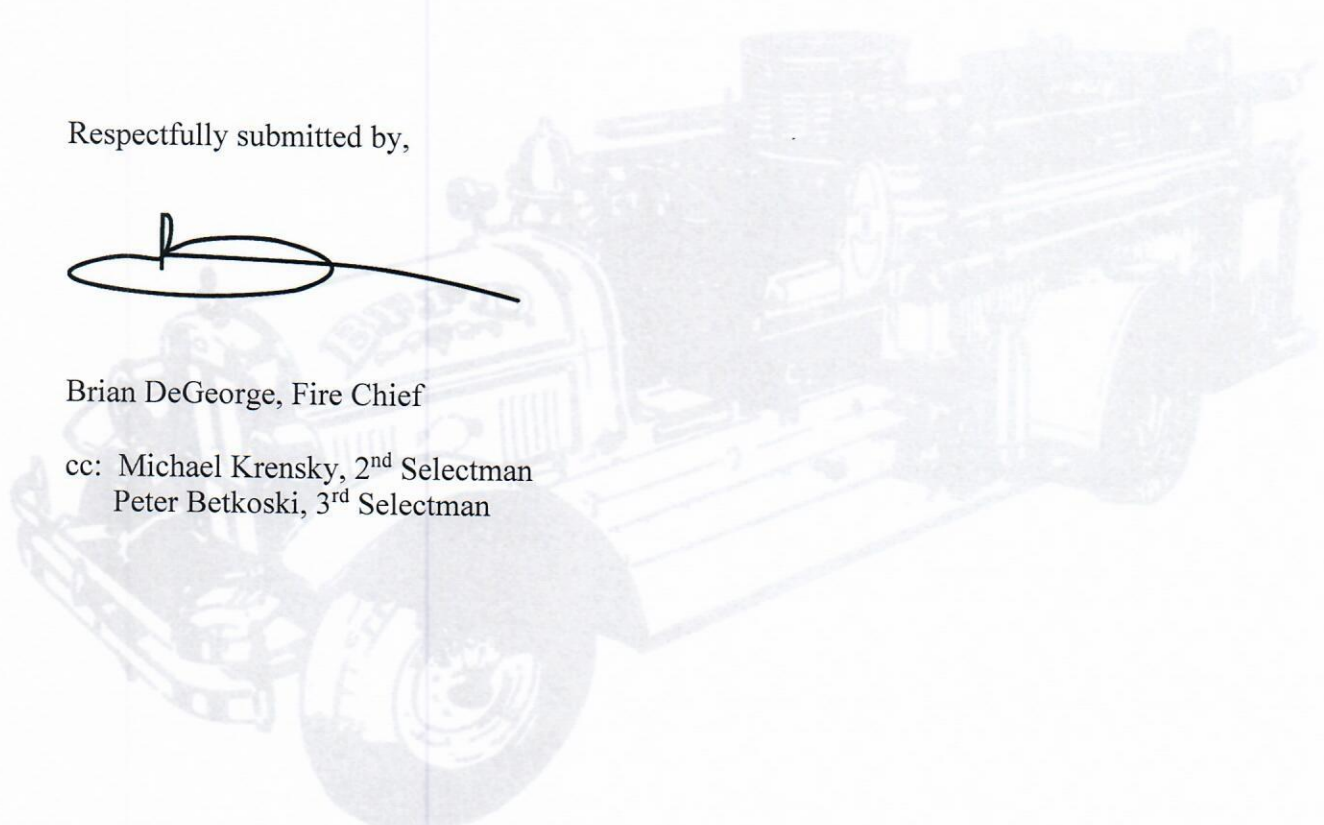 Respectfully submitted by,
Brian DeGeorge, Fire Chief
cc: Michael Krensky, 2nd Selectman
Peter Betkoski, 3rd Selectman